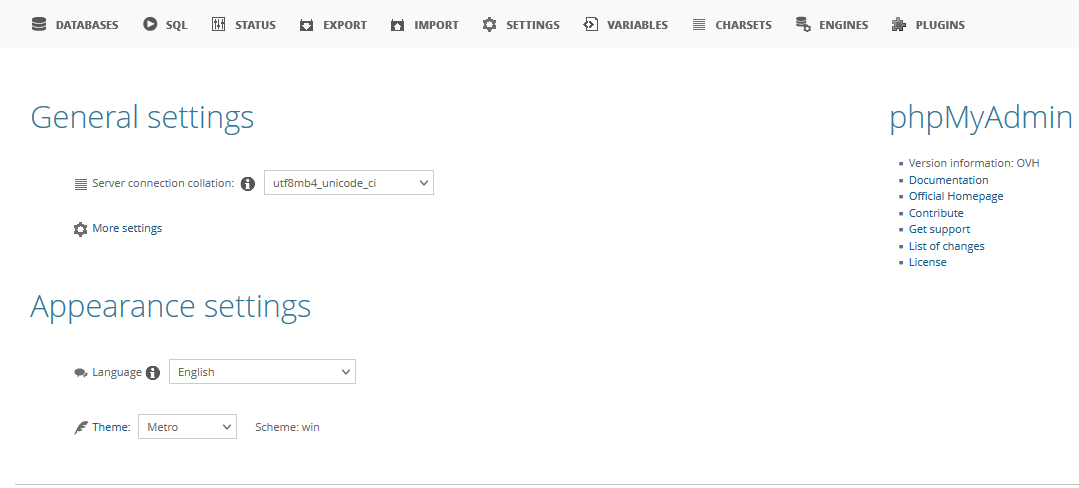 DATABASES SQL STATUS EXPORT IMPORT SETTINGS VARIABLES CHARSETS ENGINES PLUGINS
General settings
Server connection collation: utf8mb4_unicode_ci
More settings
Appearance settings
Language English
Theme: Metro Scheme: win
phpMyAdmin
Version information: OVH
Documentation
Official Homepage
Contribute
Get support
List of changes
License